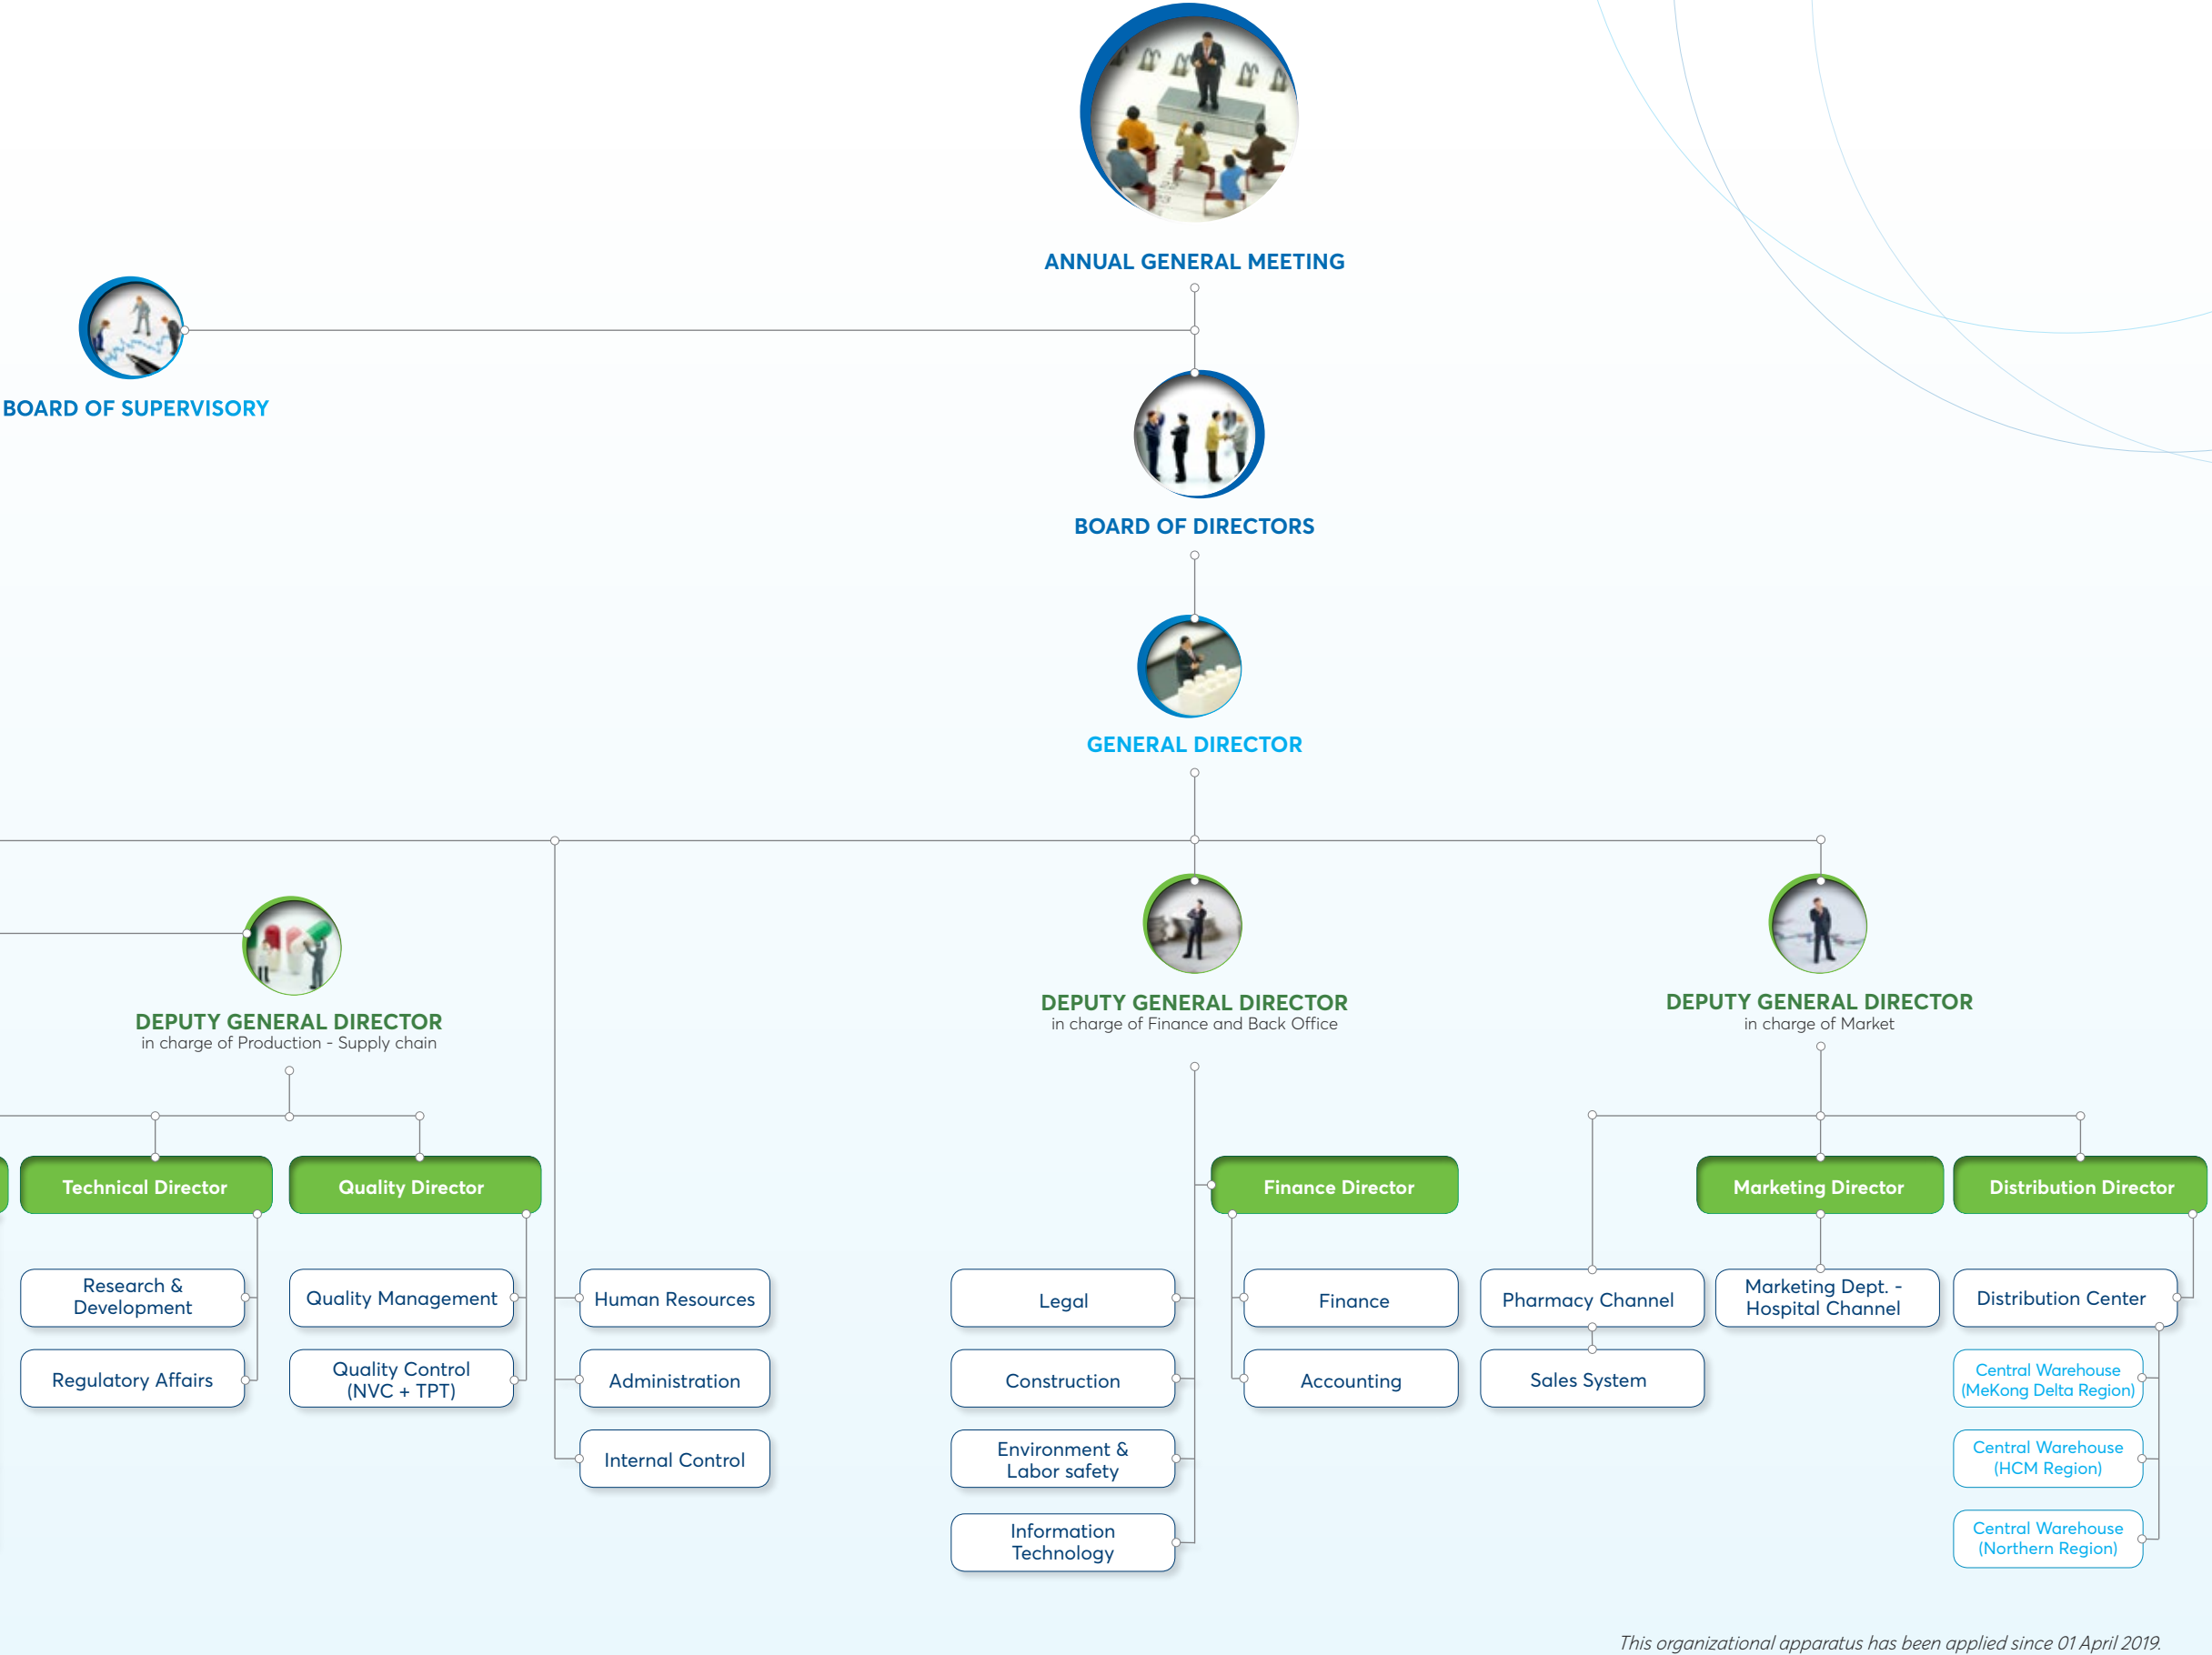 ANNUAL GENERAL MEETING
BOARD OF SUPERVISORY
BOARD OF DIRECTORS
GENERAL DIRECTOR
DEPUTY GENERAL DIRECTOR
in charge of Production - Supply chain
DEPUTY GENERAL DIRECTOR
in charge of Finance and Back Office
DEPUTY GENERAL DIRECTOR
in charge of Market
Technical Director
Quality Director
Finance Director
Marketing Director
Distribution Director
Research &
Development
Regulatory Affairs
Quality Management
Quality Control
(NVC + TPT)
Human Resources
Administration
Internal Control
Legal
Construction
Environment &
Labor safety
Information
Technology
Finance
Accounting
Pharmacy Channel
Sales System
Marketing Dept. -
Hospital Channel
Distribution Center
Central Warehouse
(MeKong Delta Region)
Central Warehouse
(HCM Region)
Central Warehouse
(Northern Region)
This organizational apparatus has been applied since 01 April 2019.